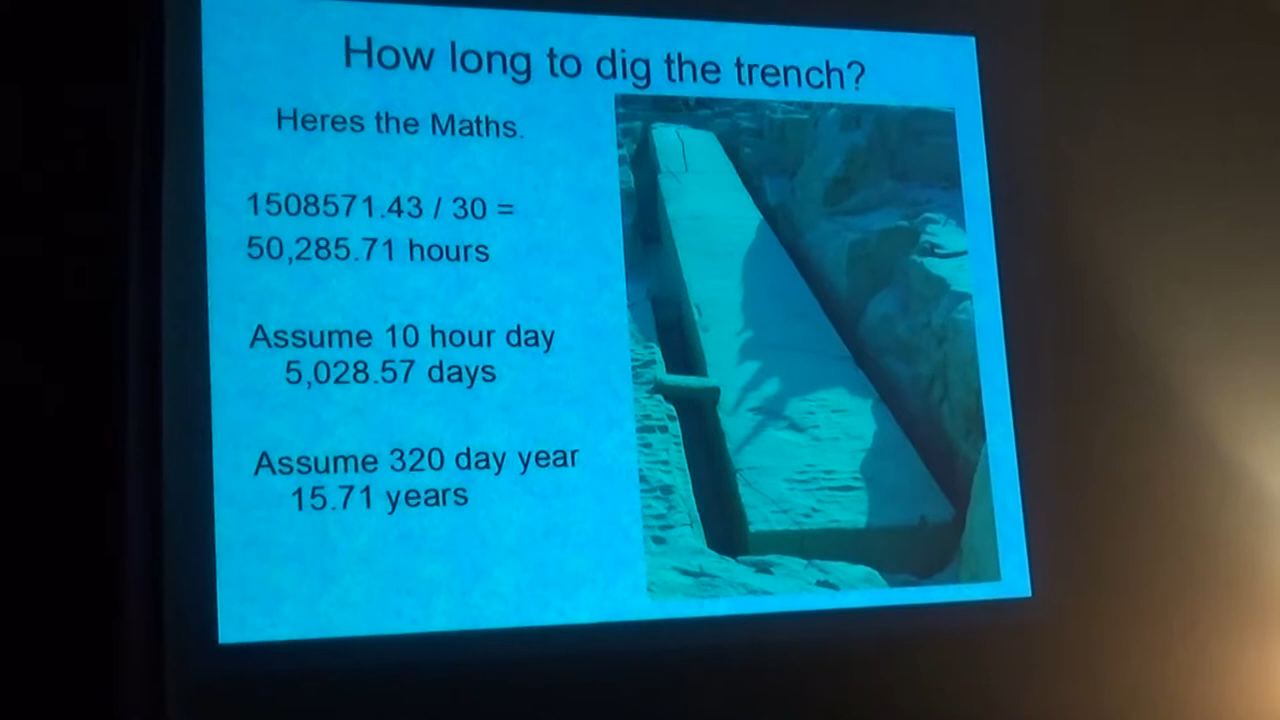 How long to dig the trench?
Heres the Maths.
1508571.43 / 30 =
50,285.71 hours
Assume 10 hour day
5,028.57 days
Assume 320 day year
15.71 years